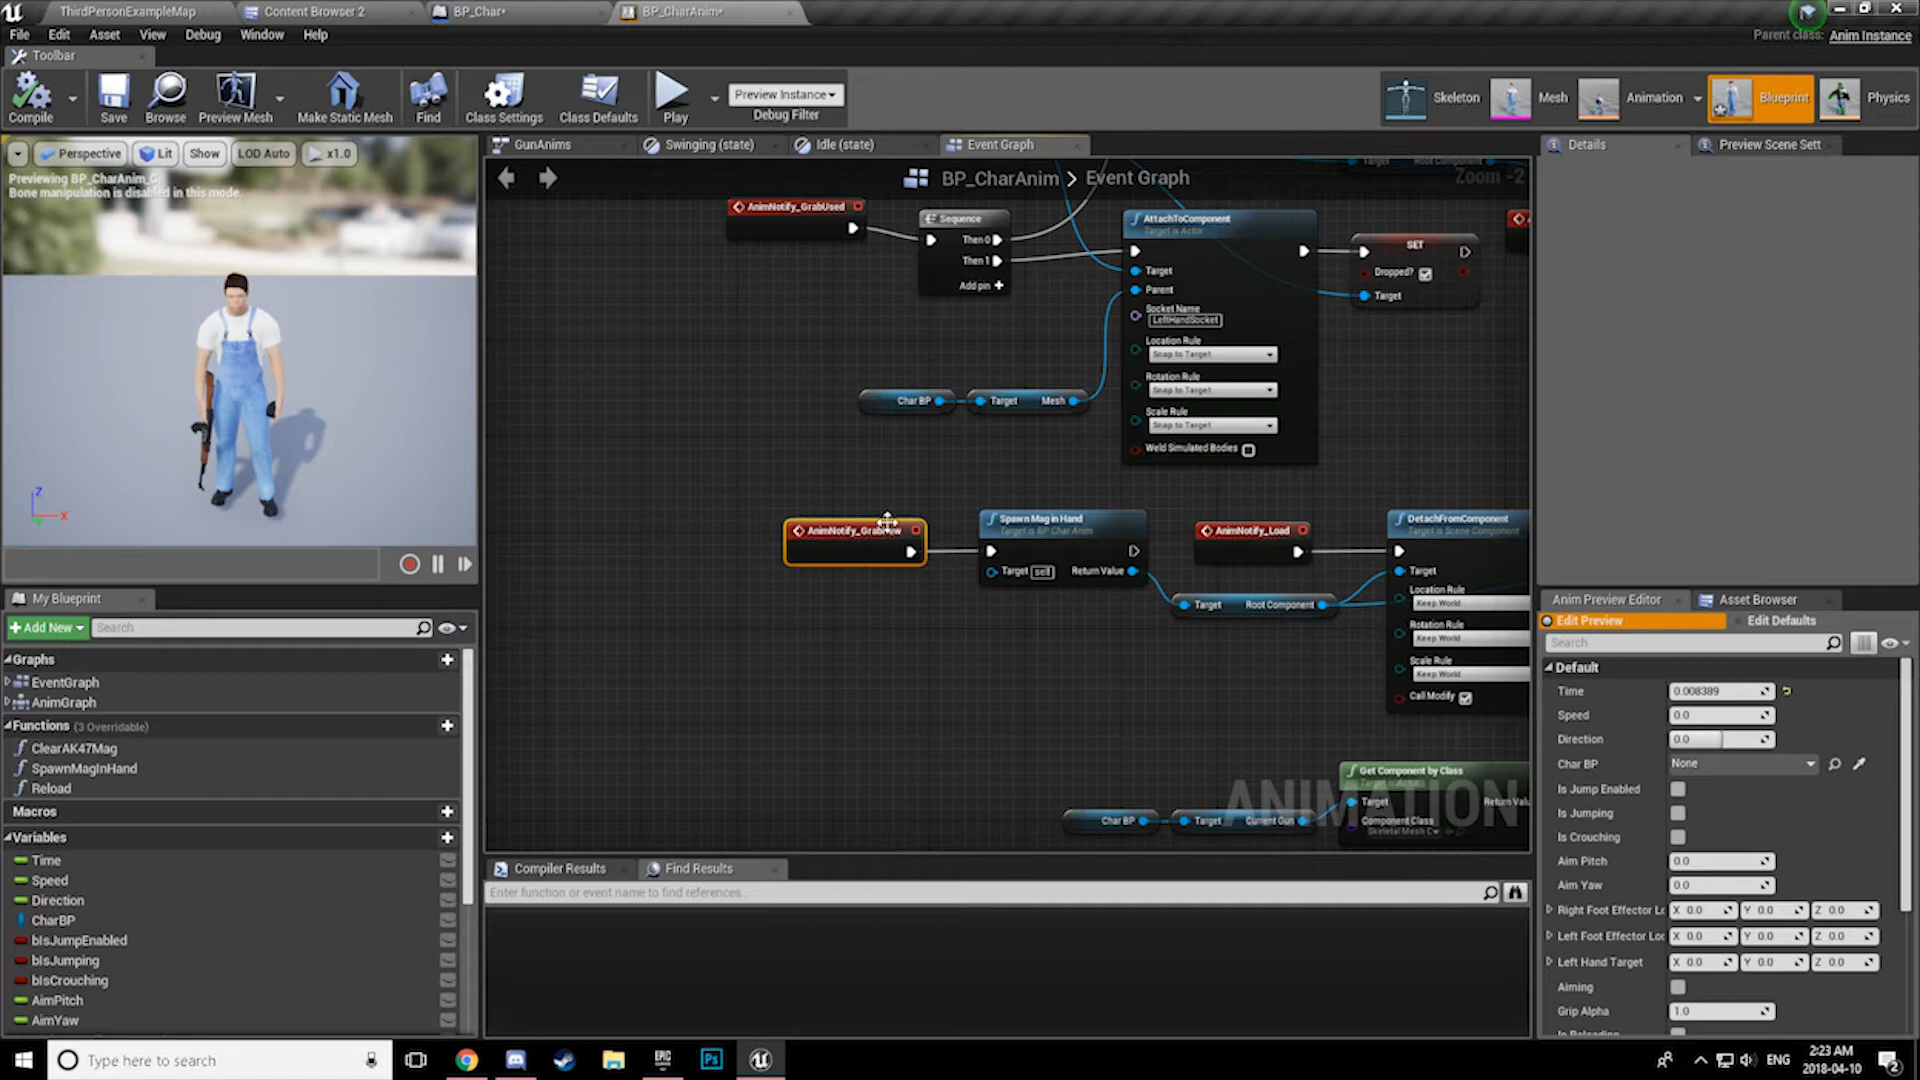 ThirdPersonExampleMap
Content Browser 2
BP_Char*
BP_CharAnim*
File
Edit
Asset
View
Debug
Window
Help
Parent class: Anim Instance
Toolbar
Compile
Save
Browse
Preview Mesh
Make Static Mesh
Find
Class Settings
Class Defaults
Play
Preview Instance
Debug Filter
Skeleton
Mesh
Animation
Blueprint
Physics
Perspective
Lit
Show
LOD Auto
x1.0
Previewing BP_CharAnim_C
Bone manipulation is disabled in this mode.
Z
X
Y
GunAnims
Swinging (state)
Idle (state)
Event Graph
BP_CharAnim > Event Graph
Zoom -2
Target
Root Component
AnimNotify_GrabUsed
Sequence
Then 0
Then 1
Add pin
AttachToComponent
Target is Actor
Target
Parent
Socket Name
LeftHandSocket
Location Rule
Snap to Target
Rotation Rule
Snap to Target
Scale Rule
Snap to Target
Weld Simulated Bodies
SET
Dropped?
Target
Char BP
Target
Mesh
Spawn Mag in Hand
Target is BP Char Anim
Target self
Return Value
AnimNotify_Load
DetachFromComponent
Target is Scene Component
Target
Location Rule
Keep World
Rotation Rule
Keep World
Scale Rule
Keep World
Call Modify
Target
Root Component
Get Component by Class
Target is Actor
Target
Component Class
Char BP
Target
Current Gun
ANIMATION
Compiler Results
Find Results
Enter function or event name to find references...
My Blueprint
Add New
Search
Graphs
EventGraph
AnimGraph
Functions (3 Overridable)
ClearAK47Mag
SpawnMagInHand
Reload
Macros
Variables
Time
Speed
Direction
CharBP
bIsJumpEnabled
bIsJumping
bIsCrouching
AimPitch
AimYaw
Details
Preview Scene Sett
Anim Preview Editor
Asset Browser
Edit Preview
Edit Defaults
Search
Default
Time 0.008389
Speed 0.0
Direction 0.0
Char BP None
Is Jump Enabled
Is Jumping
Is Crouching
Aim Pitch 0.0
Aim Yaw 0.0
Right Foot Effector Lo X 0.0 Y 0.0 Z 0.0
Left Foot Effector Loc X 0.0 Y 0.0 Z 0.0
Left Hand Target X 0.0 Y 0.0 Z 0.0
Aiming
Grip Alpha 1.0
Type here to search
EPIC
Ps
ENG
2:23 AM
2018-04-10
2